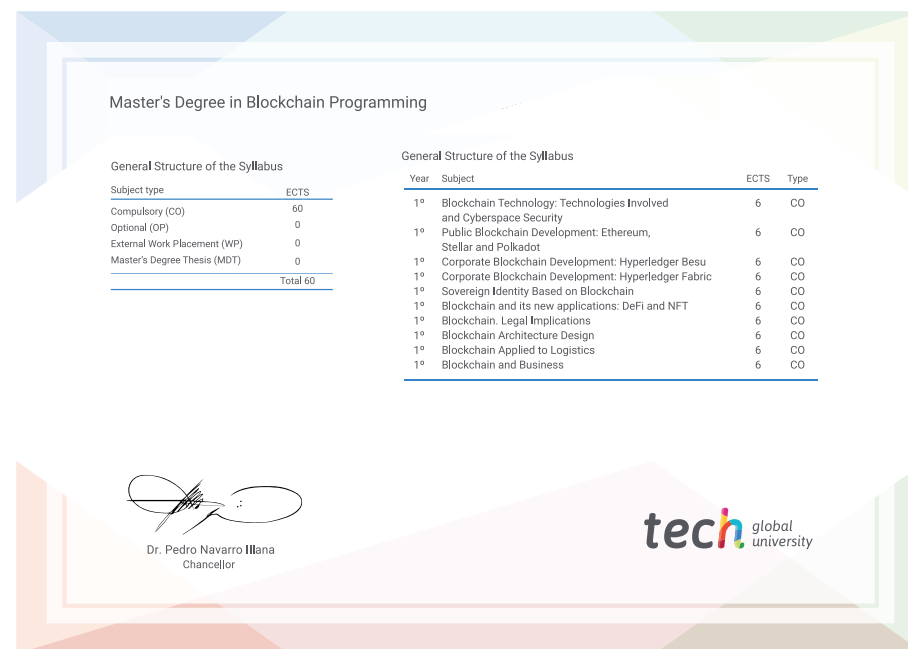 Master's Degree in Blockchain Programming
General Structure of the Syllabus
Subject type ECTS
Compulsory (CO) 60
Optional (OP) 0
External Work Placement (WP) 0
Master's Degree Thesis (MDT) 0
Total 60
General Structure of the Syllabus
Year Subject ECTS Type
1º Blockchain Technology: Technologies Involved 6 CO
and Cyberspace Security
1º Public Blockchain Development: Ethereum, 6 CO
Stellar and Polkadot
1º Corporate Blockchain Development: Hyperledger Besu 6 CO
1º Corporate Blockchain Development: Hyperledger Fabric 6 CO
1º Sovereign Identity Based on Blockchain 6 CO
1º Blockchain and its new applications: DeFi and NFT 6 CO
1º Blockchain. Legal Implications 6 CO
1º Blockchain Architecture Design 6 CO
1º Blockchain Applied to Logistics 6 CO
1º Blockchain and Business 6 CO
Dr. Pedro Navarro Illana
Chancellor
tech global
university